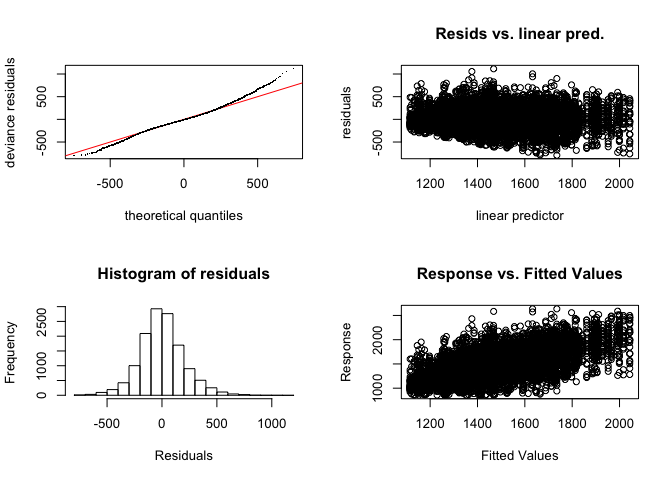 deviance residuals
500
-500
-500 0 500
theoretical quantiles
Resids vs. linear pred.
residuals
500
-500
1200 1400 1600 1800 2000
linear predictor
Histogram of residuals
Frequency
2500
1000
0
-500 0 500 1000
Residuals
Response vs. Fitted Values
Response
2000
1000
1200 1400 1600 1800 2000
Fitted Values